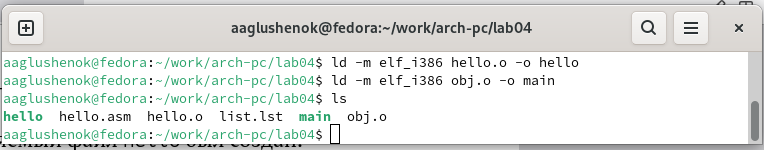 aaglushenok@fedora:~/work/arch-pc/lab04
aaglushenok@fedora:~/work/arch-pc/lab04$ ld -m elf_i386 hello.o -o hello
aaglushenok@fedora:~/work/arch-pc/lab04$ ld -m elf_i386 obj.o -o main
aaglushenok@fedora:~/work/arch-pc/lab04$ ls
hello  hello.asm  hello.o  list.lst  main  obj.o
aaglushenok@fedora:~/work/arch-pc/lab04$